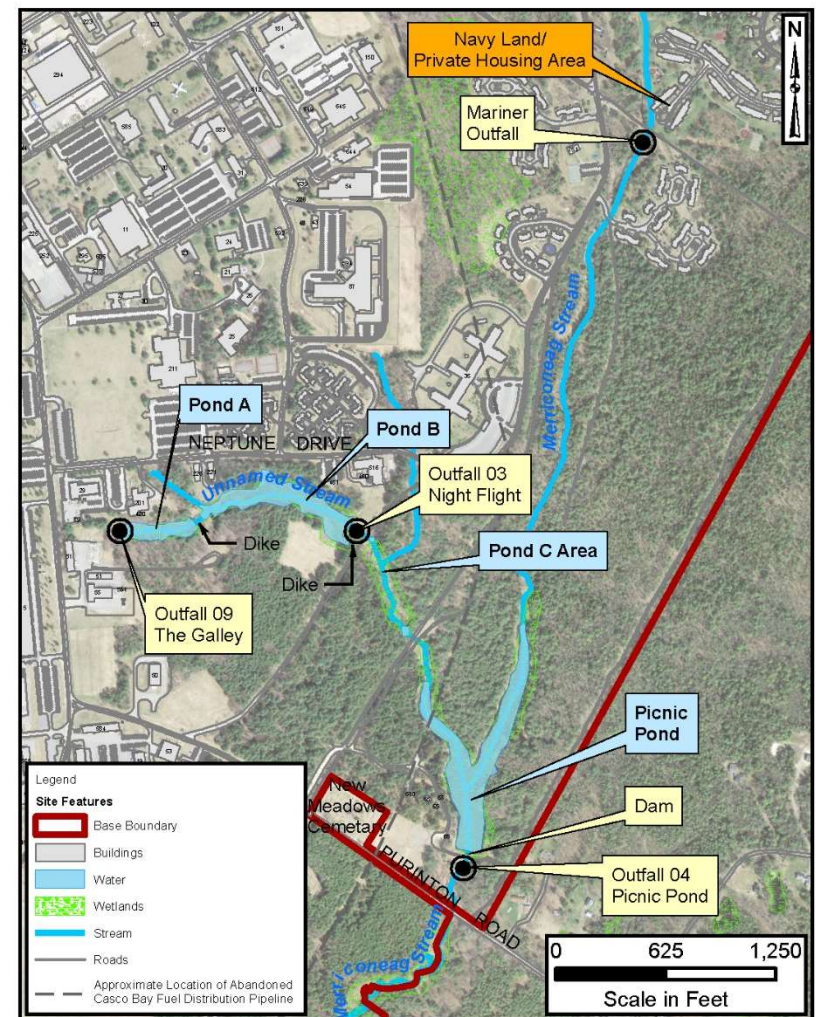 N
Navy Land/
Private Housing Area
Mariner
Outfall
Merriconeag Stream
211
Pond A
NEPTUNE DRIVE
Pond B
Unnamed Stream
Outfall 03
Night Flight
Dike
Dike
Pond C Area
Outfall 09
The Galley
Picnic
Pond
New
Meadows
Cemetary
Dam
PURINTON ROAD
Outfall 04
Picnic Pond
Merriconeag Stream
Legend
Site Features
Base Boundary
Buildings
Water
Wetlands
Stream
Roads
Approximate Location of Abandoned
Casco Bay Fuel Distribution Pipeline
0 625 1,250
Scale in Feet